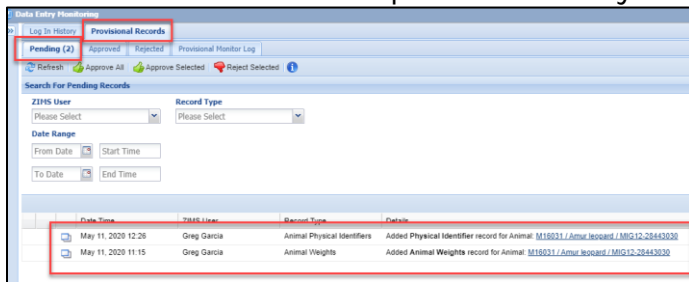 Data Entry Monitoring
Log In History Provisional Records
Pending (2) Approved Rejected Provisional Monitor Log
Refresh Approve All Approve Selected Reject Selected
Search For Pending Records
ZIMS User Record Type
Please Select Please Select
Date Range
From Date Start Time
To Date End Time
Date Time ZIMS User Record Type Details
May 11, 2020 12:26 Greg Garcia Animal Physical Identifiers Added Physical Identifier record for Animal: M16031 / Amur leopard / MIG12-28443030
May 11, 2020 11:15 Greg Garcia Animal Weights Added Animal Weights record for Animal: M16031 / Amur leopard / MIG12-28443030